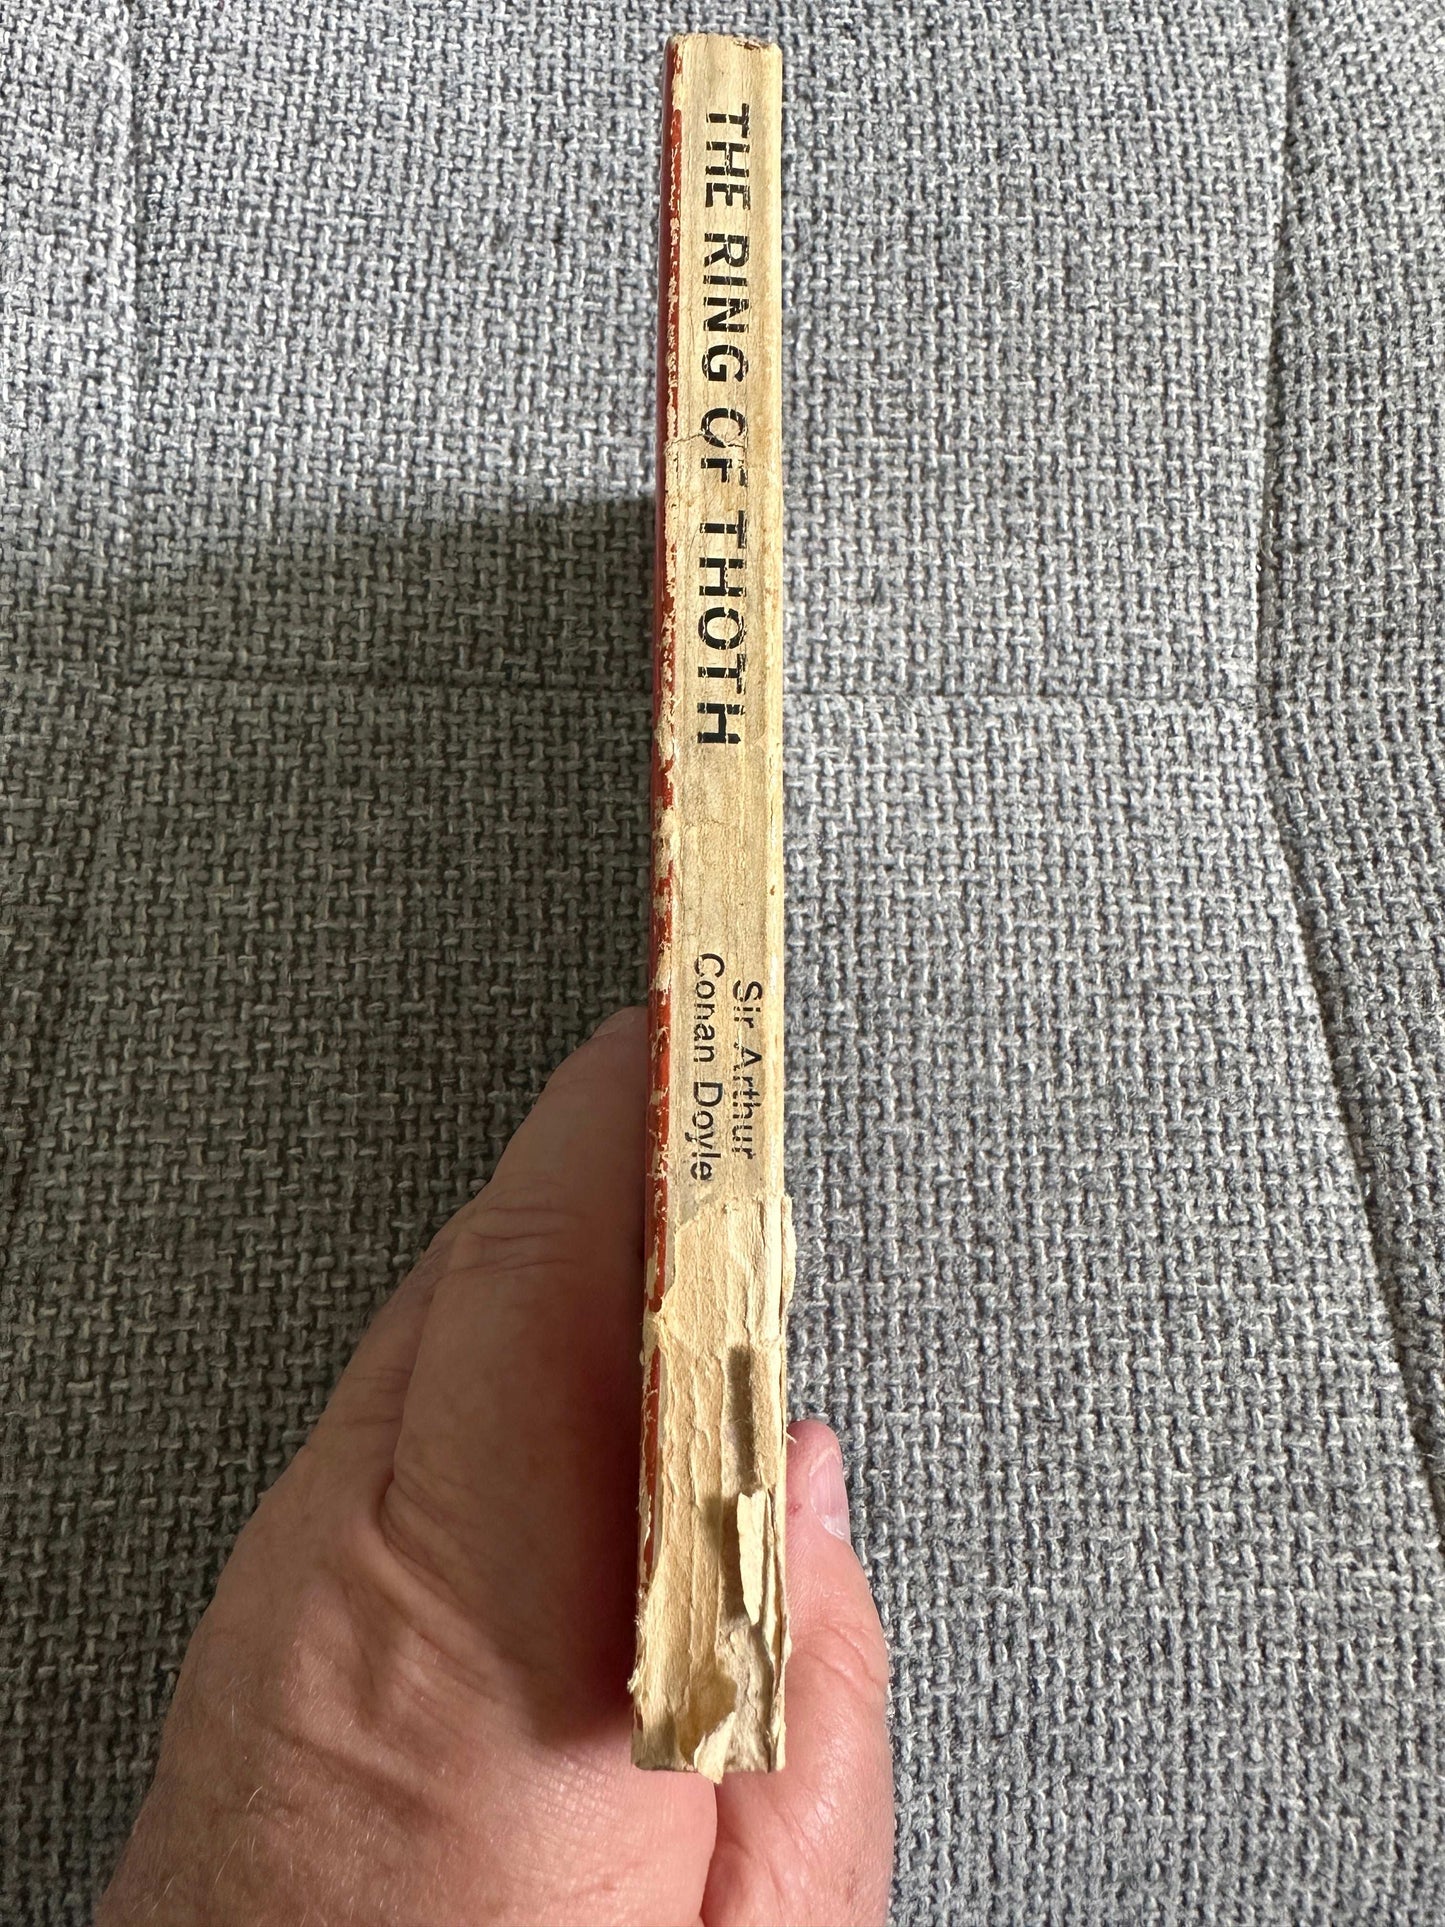 THE RING OF THOTH
Sir Arthur
Conan Doyle